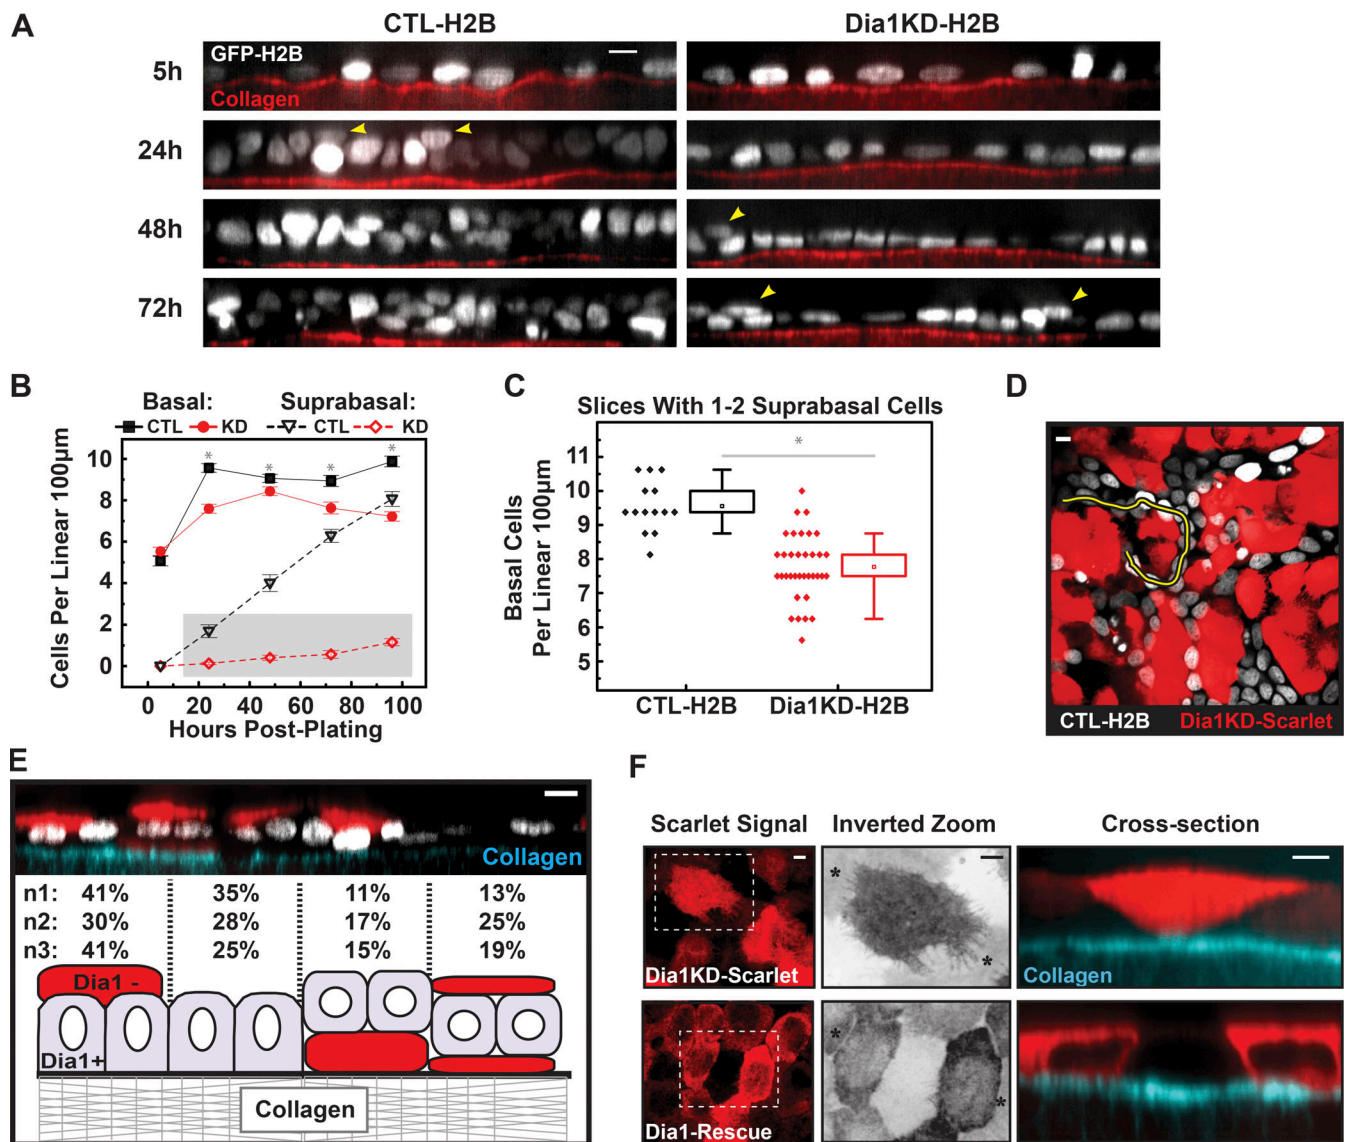 A
CTL-H2B
Dia1KD-H2B
GFP-H2B
Collagen
5h
24h
48h
72h
B
Basal:
Suprabasal:
CTL
KD
CTL
KD
* * * *
Cells Per Linear 100µm
10
8
6
4
2
0
0 20 40 60 80 100
Hours Post-Plating
C
Slices With 1-2 Suprabasal Cells
*
Basal Cells
Per Linear 100µm
11
10
9
8
7
6
5
CTL-H2B
Dia1KD-H2B
D
CTL-H2B
Dia1KD-Scarlet
E
Collagen
n1: 41% 35% 11% 13%
n2: 30% 28% 17% 25%
n3: 41% 25% 15% 19%
Dia1 -
Dia1+
Collagen
F
Scarlet Signal
Inverted Zoom
Cross-section
*
*
Dia1KD-Scarlet
Collagen
*
*
Dia1-Rescue